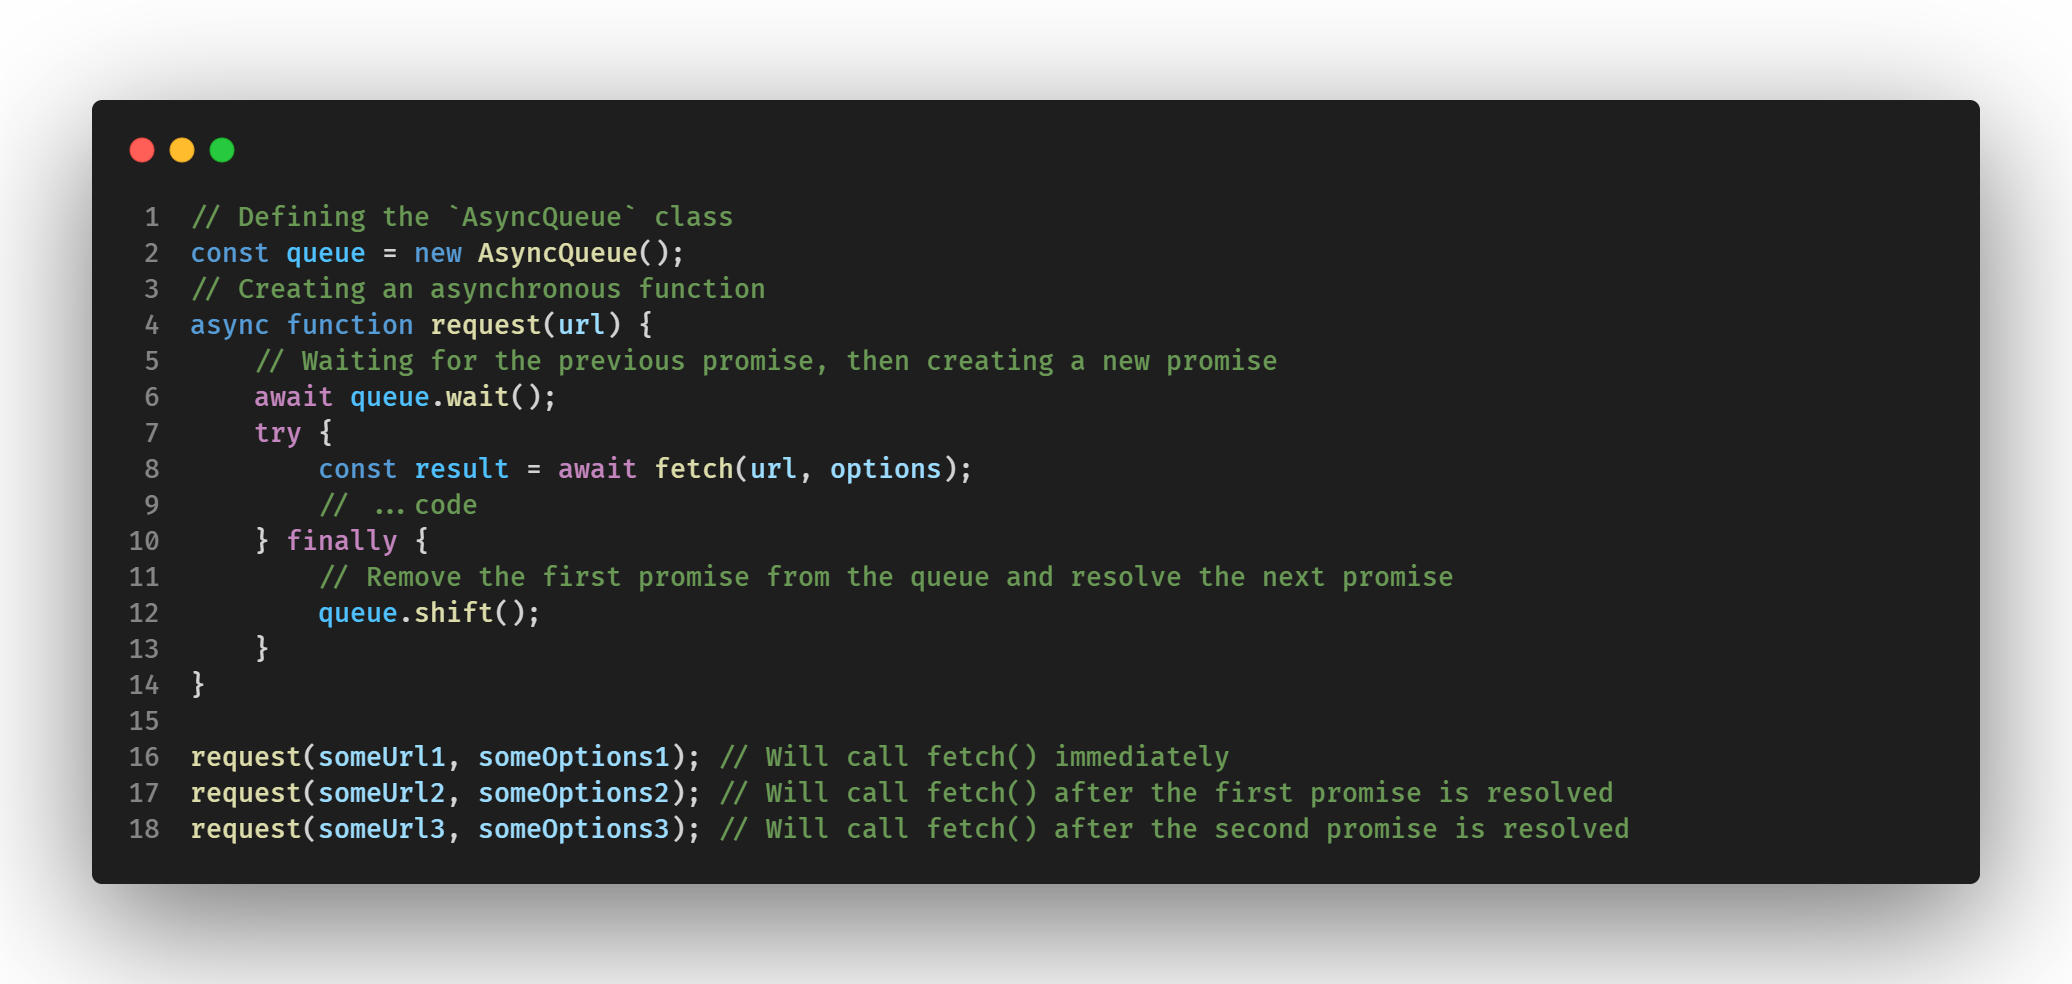 1 // Defining the `AsyncQueue` class
2 const queue = new AsyncQueue();
3 // Creating an asynchronous function
4 async function request(url) {
5     // Waiting for the previous promise, then creating a new promise
6     await queue.wait();
7     try {
8         const result = await fetch(url, options);
9         // ...code
10     } finally {
11         // Remove the first promise from the queue and resolve the next promise
12         queue.shift();
13     }
14 }
15
16 request(someUrl1, someOptions1); // Will call fetch() immediately
17 request(someUrl2, someOptions2); // Will call fetch() after the first promise is resolved
18 request(someUrl3, someOptions3); // Will call fetch() after the second promise is resolved